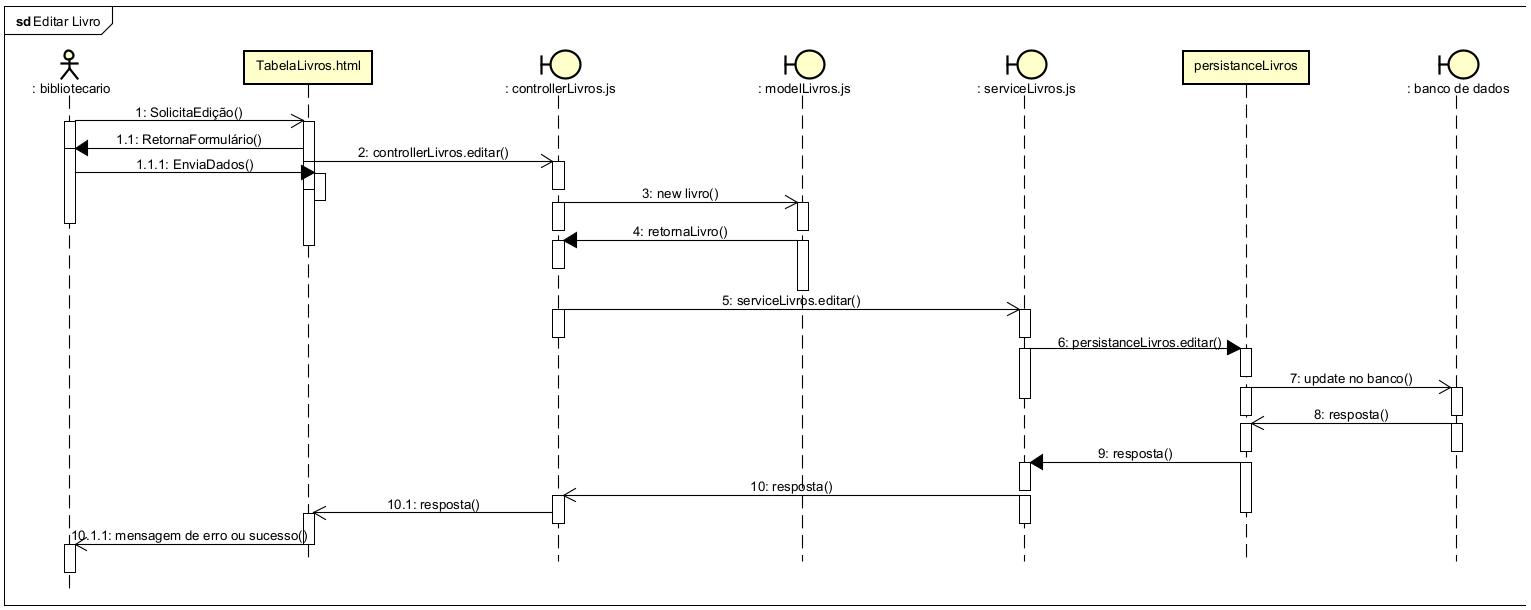 sd Editar Livro
: bibliotecario
TabelaLivros.html
: controllerLivros.js
: modelLivros.js
: serviceLivros.js
persistanceLivros
: banco de dados
1: SolicitaEdição()
1.1: RetornaFormulário()
2: controllerLivros.editar()
1.1.1: EnviaDados()
3: new livro()
4: retornaLivro()
5: serviceLivros.editar()
6: persistanceLivros.editar()
7: update no banco()
8: resposta()
9: resposta()
10: resposta()
10.1: resposta()
10.1.1: mensagem de erro ou sucesso()